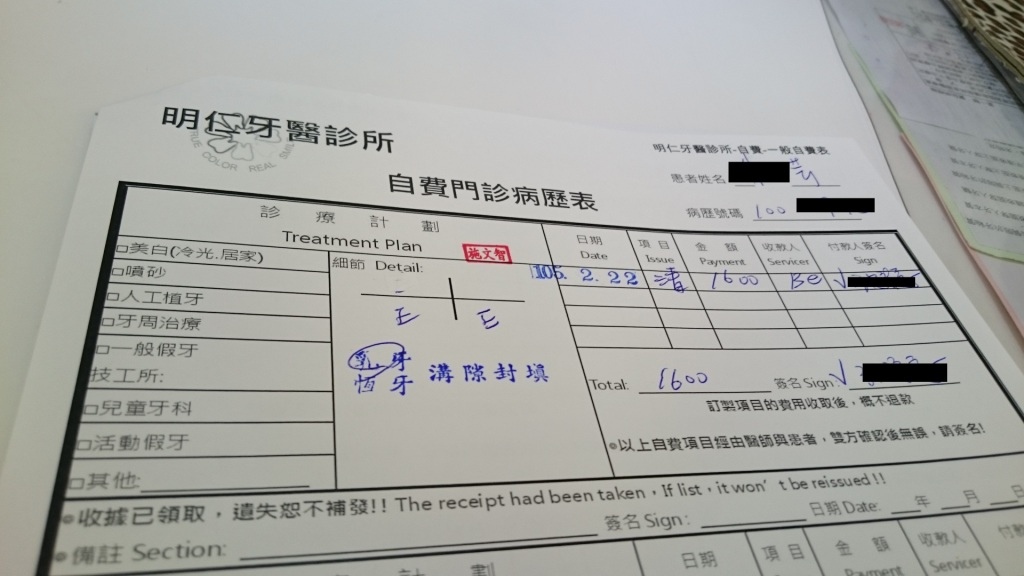 明仁牙醫診所
COLOR REAL
明仁牙醫診所-自費-一般自費表
患者姓名
病歷號碼 100
自費門診病歷表
診療計劃
Treatment Plan
□美白(冷光.居家)
□噴砂
□人工植牙
□牙周治療
□一般假牙
技工所:
□兒童牙科
□活動假牙
□其他:
細節 Detail:
施文智
E E
乳牙
恆牙 溝隙封填
日期 項目 金額 收款人 付款人簽名
Date Issue Payment Servicer Sign
105. 2. 22 溝 1600 Be
Total: 1600 簽名 Sign:
訂製項目的費用收取後，概不退款
●以上自費項目經由醫師與患者，雙方確認後無誤，請簽名!
●收據已領取，遺失恕不補發!! The receipt had been taken，If list，it won't be reissued !!
簽名 Sign: 日期 Date: 年 月 日
●備註 Section:
計劃
日期 項目 金額 收款人 付款
Payment Servicer